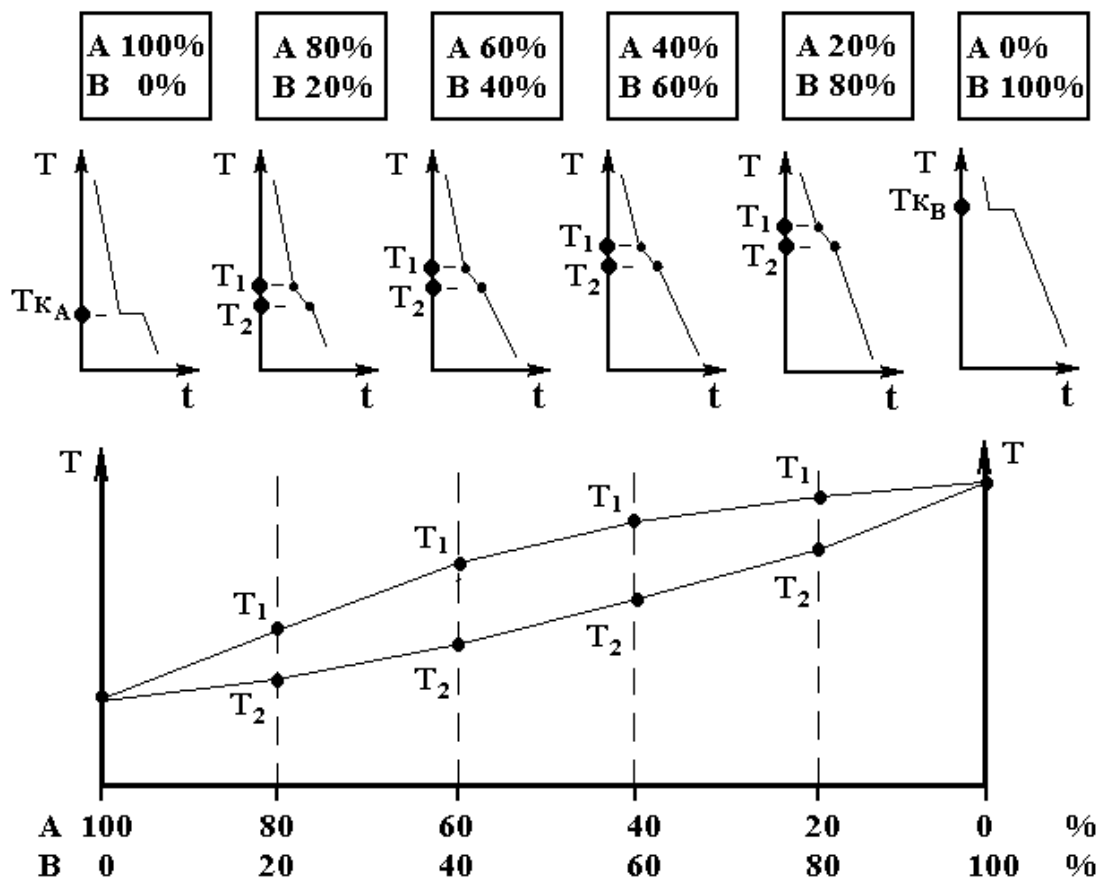 A 100% A 80% A 60% A 40% A 20% A 0%
B 0% B 20% B 40% B 60% B 80% B 100%
T T T T T T
TкB
T1
T1 T2
T1 T2
T1 T2
TкA T2
t t t t t t
T T
T1
T1
T1
T1
T2
T2
T2
T2
A 100 80 60 40 20 0 %
B 0 20 40 60 80 100 %